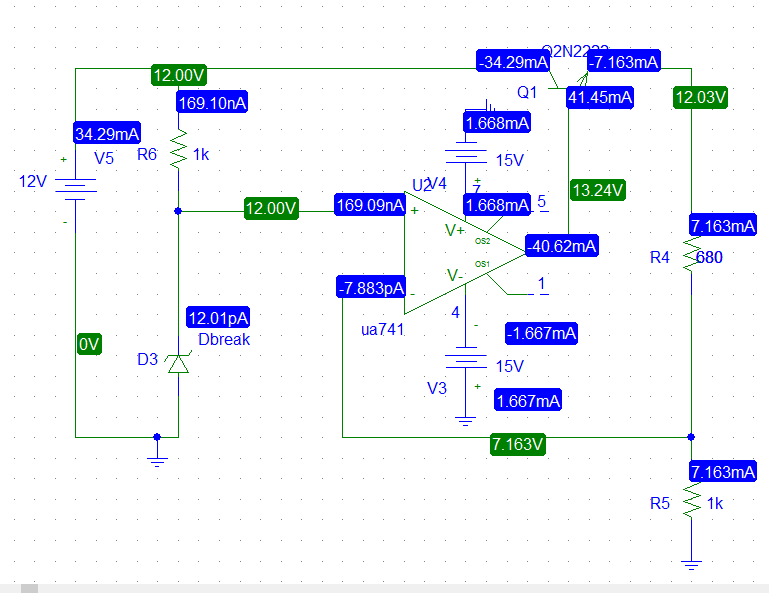 Q2N2222
-34.29mA
-7.163mA
12.00V
169.10nA
Q1
41.45mA
12.03V
34.29mA
1.668mA
+
V5
R6
1k
15V
12V
U2
V4
+
7
13.24V
-
12.00V
169.09nA
1.668mA
5
+
V+
OS2
7.163mA
-40.62mA
R4
680
OS1
V-
-7.883pA
-
1
12.01pA
4
ua741
-
-1.667mA
0V
Dbreak
D3
15V
V3
+
1.667mA
7.163V
7.163mA
R5
1k